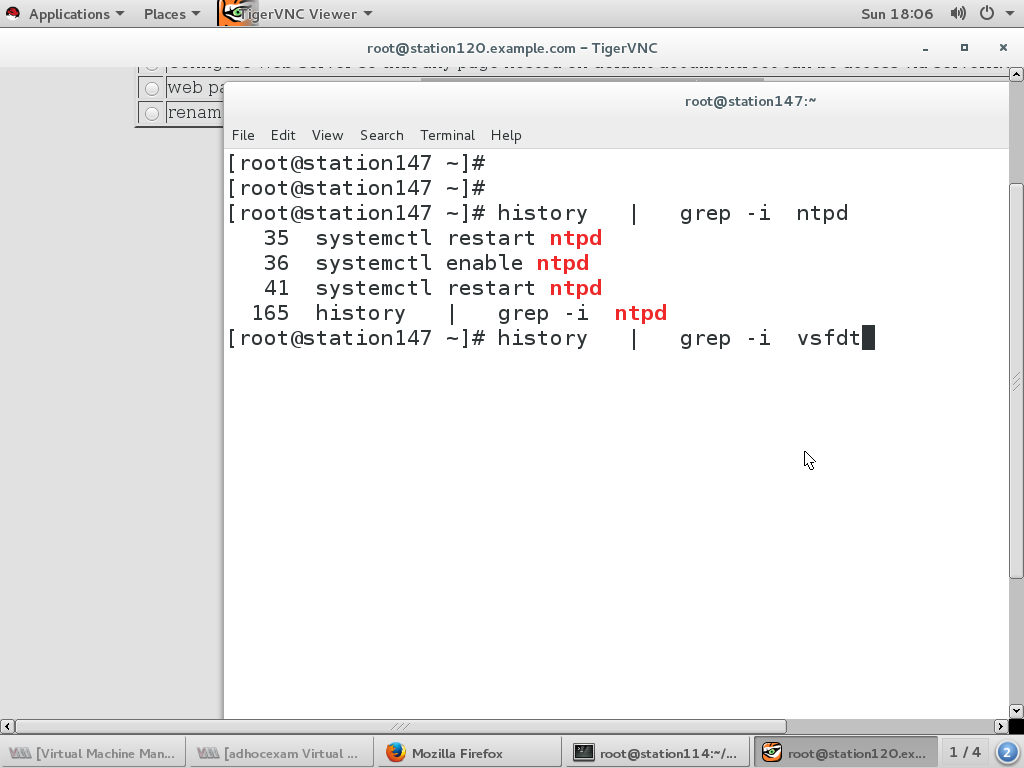 Applications Places TigerVNC Viewer Sun 18:06
root@station120.example.com - TigerVNC
web pa
renam
root@station147:~
File Edit View Search Terminal Help
[root@station147 ~]#
[root@station147 ~]#
[root@station147 ~]# history | grep -i ntpd
35 systemctl restart ntpd
36 systemctl enable ntpd
41 systemctl restart ntpd
165 history | grep -i ntpd
[root@station147 ~]# history | grep -i vsfdt
[Virtual Machine Man... [adhocexam Virtual ... Mozilla Firefox root@station114:~/... root@station120.ex... 1 / 4 2